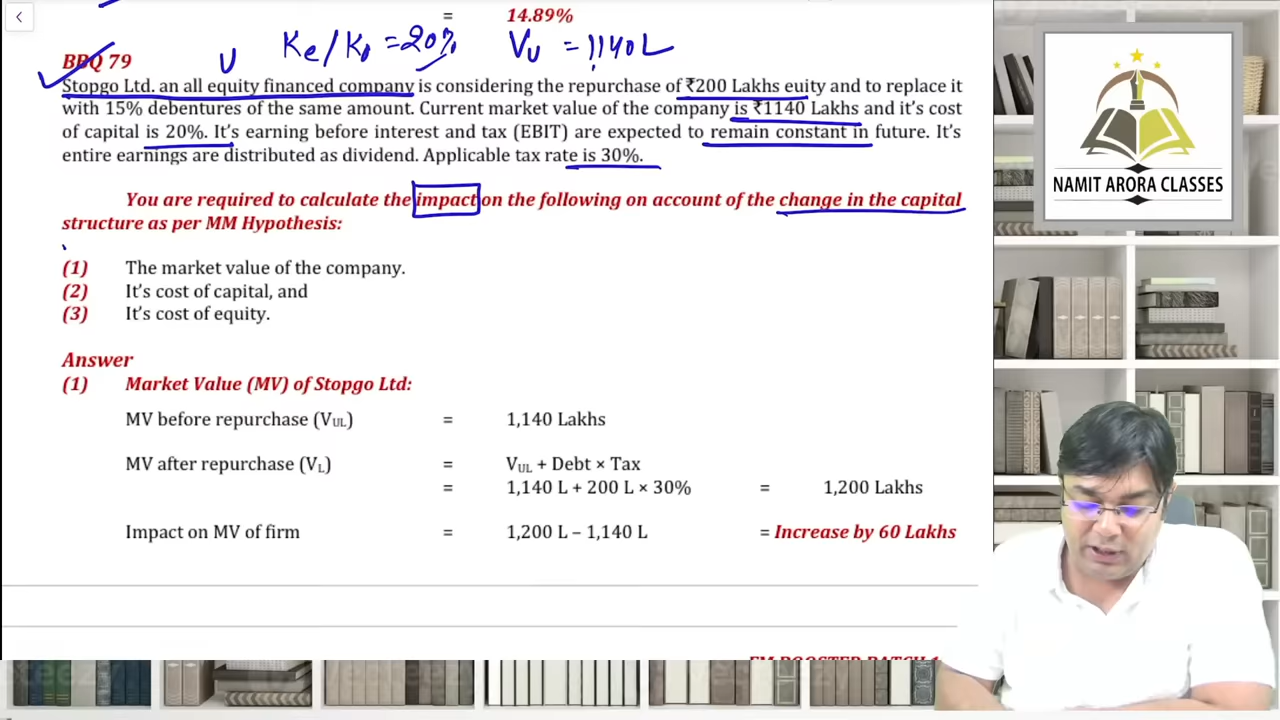 = 14.89%
Ke/Ko = 20% Vu = 1140 L
U
BBQ 79
Stopgo Ltd. an all equity financed company is considering the repurchase of ₹200 Lakhs euity and to replace it
with 15% debentures of the same amount. Current market value of the company is ₹1140 Lakhs and it's cost
of capital is 20%. It's earning before interest and tax (EBIT) are expected to remain constant in future. It's
entire earnings are distributed as dividend. Applicable tax rate is 30%.
You are required to calculate the impact on the following on account of the change in the capital
structure as per MM Hypothesis:
(1) The market value of the company.
(2) It's cost of capital, and
(3) It's cost of equity.
Answer
(1) Market Value (MV) of Stopgo Ltd:
MV before repurchase (VUL) = 1,140 Lakhs
MV after repurchase (VL) = VUL + Debt × Tax
= 1,140 L + 200 L × 30% = 1,200 Lakhs
Impact on MV of firm = 1,200 L – 1,140 L = Increase by 60 Lakhs
NAMIT ARORA CLASSES